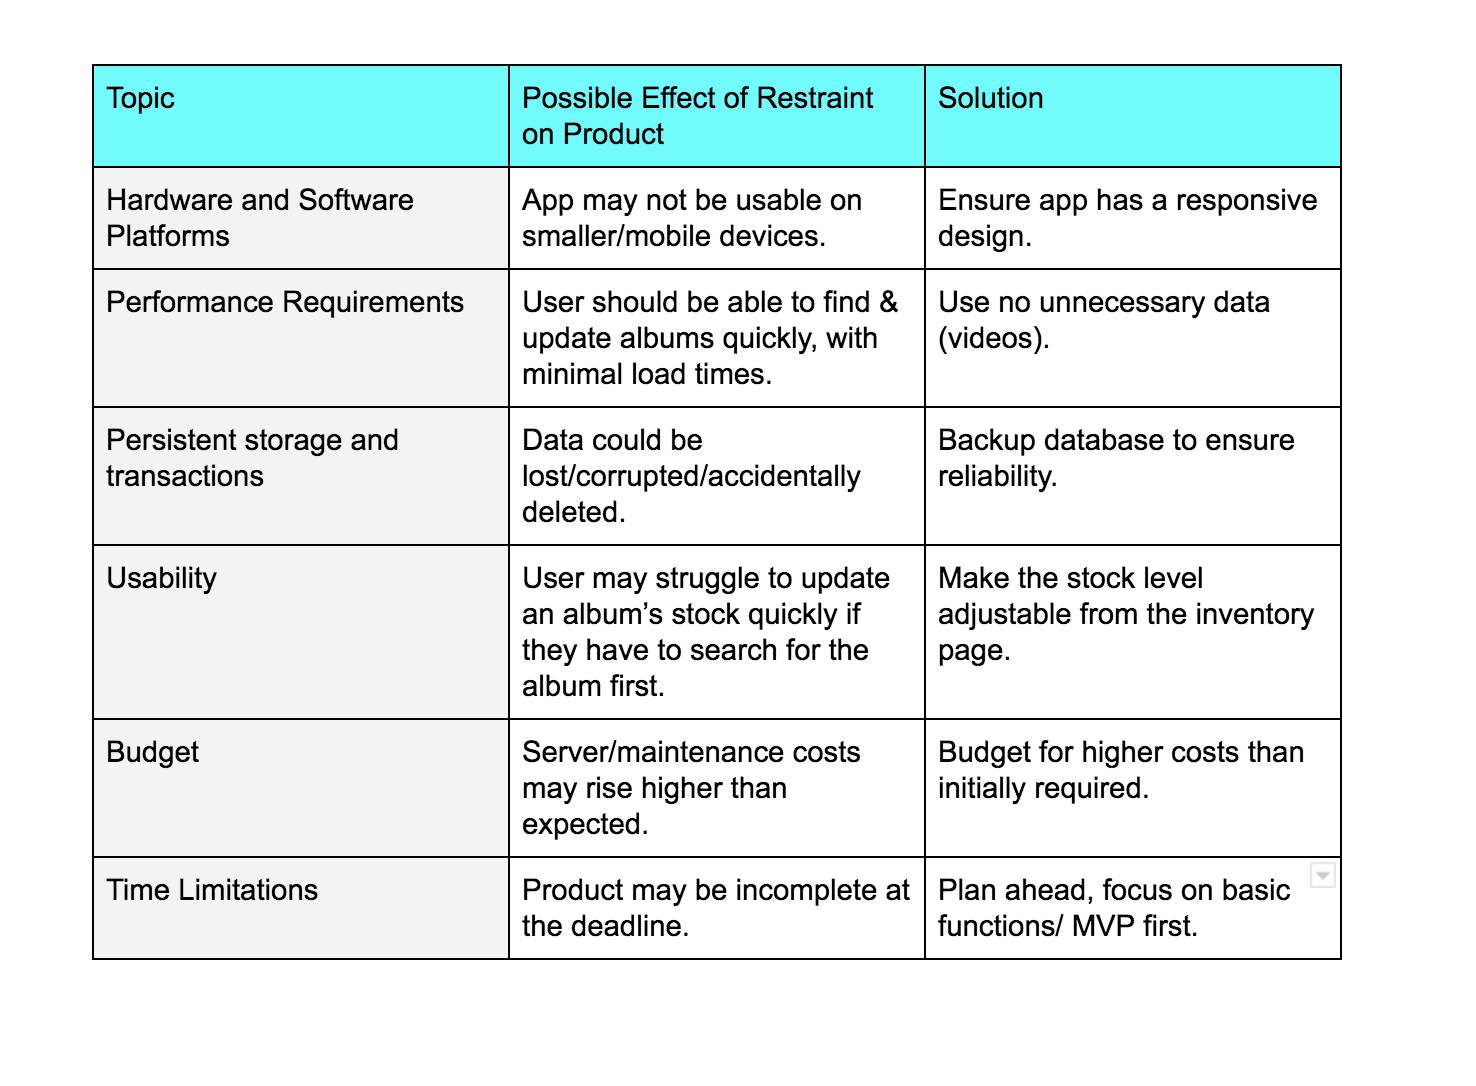 Topic
Possible Effect of Restraint
on Product
Solution
Hardware and Software
Platforms
App may not be usable on
smaller/mobile devices.
Ensure app has a responsive
design.
Performance Requirements
User should be able to find &
update albums quickly, with
minimal load times.
Use no unnecessary data
(videos).
Persistent storage and
transactions
Data could be
lost/corrupted/accidentally
deleted.
Backup database to ensure
reliability.
Usability
User may struggle to update
an album’s stock quickly if
they have to search for the
album first.
Make the stock level
adjustable from the inventory
page.
Budget
Server/maintenance costs
may rise higher than
expected.
Budget for higher costs than
initially required.
Time Limitations
Product may be incomplete at
the deadline.
Plan ahead, focus on basic
functions/ MVP first.